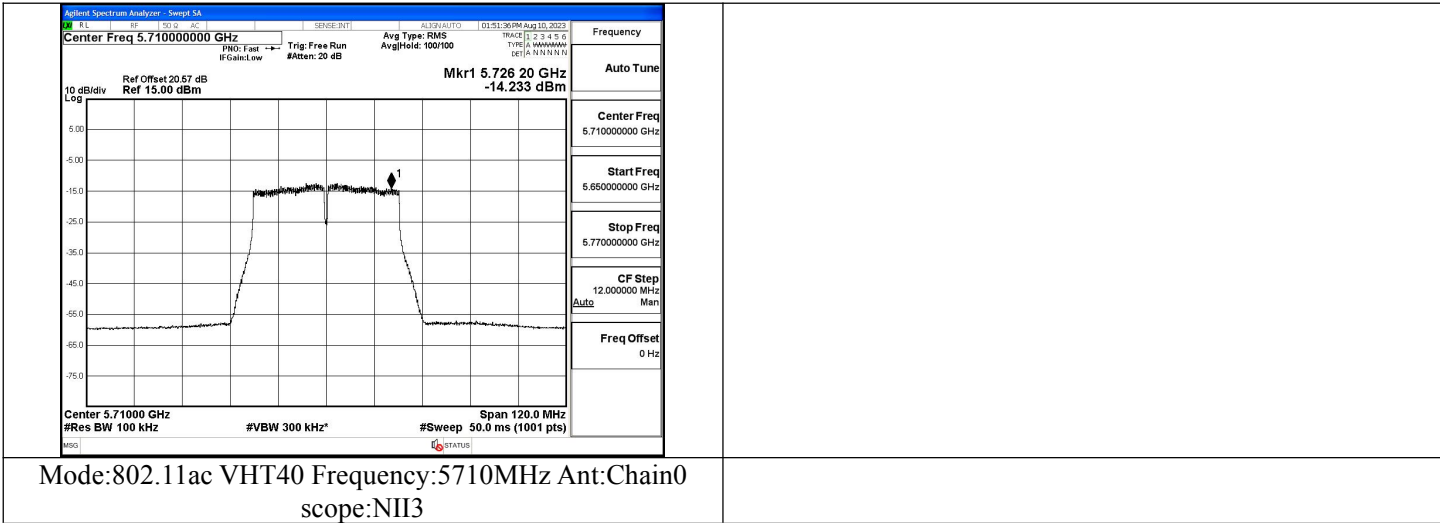 Agilent Spectrum Analyzer - Swept SA
RL RF 50 Ω AC SENSE:INT ALIGNAUTO 01:51:36PM Aug 10, 2023
Center Freq 5.710000000 GHz
PNO: Fast
IFGain:Low
Trig: Free Run
#Atten: 20 dB
Avg Type: RMS
Avg|Hold: 100/100
TRACE 1 2 3 4 5 6
TYPE A WWWWW
DET A N N N N N
Ref Offset 20.57 dB
10 dB/div Ref 15.00 dBm
Log
Mkr1 5.726 20 GHz
-14.233 dBm
5.00
-5.00
1
-15.0
-25.0
-35.0
-45.0
-55.0
-65.0
-75.0
Center 5.71000 GHz Span 120.0 MHz
#Res BW 100 kHz #VBW 300 kHz* #Sweep 50.0 ms (1001 pts)
MSG STATUS
Frequency
Auto Tune
Center Freq
5.710000000 GHz
Start Freq
5.650000000 GHz
Stop Freq
5.770000000 GHz
CF Step
12.000000 MHz
Auto Man
Freq Offset
0 Hz
Mode:802.11ac VHT40 Frequency:5710MHz Ant:Chain0
scope:NII3